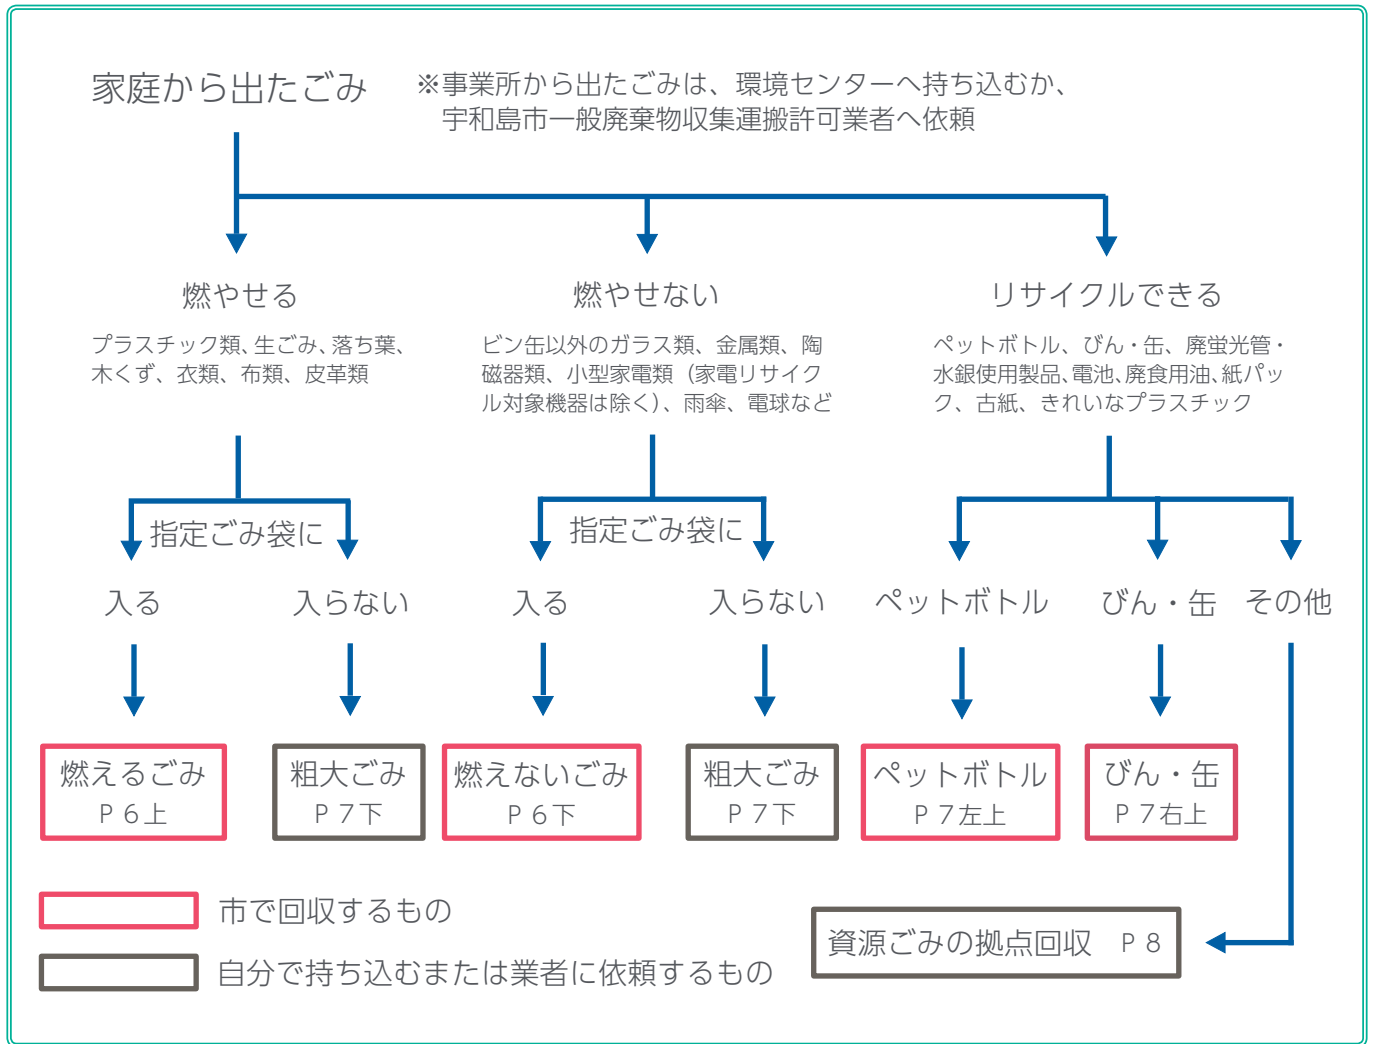 家庭から出たごみ
※事業所から出たごみは、環境センターへ持ち込むか、
宇和島市一般廃棄物収集運搬許可業者へ依頼
燃やせる
プラスチック類、生ごみ、落ち葉、
木くず、衣類、布類、皮革類
燃やせない
ビン缶以外のガラス類、金属類、陶
磁器類、小型家電類（家電リサイク
ル対象機器は除く）、雨傘、電球など
リサイクルできる
ペットボトル、びん・缶、廃蛍光管・
水銀使用製品、電池、廃食用油、紙パッ
ク、古紙、きれいなプラスチック
指定ごみ袋に
指定ごみ袋に
入る
入らない
入る
入らない
ペットボトル
びん・缶
その他
燃えるごみ
Ｐ６上
粗大ごみ
Ｐ７下
燃えないごみ
Ｐ６下
粗大ごみ
Ｐ７下
ペットボトル
Ｐ７左上
びん・缶
Ｐ７右上
市で回収するもの
自分で持ち込むまたは業者に依頼するもの
資源ごみの拠点回収　Ｐ８